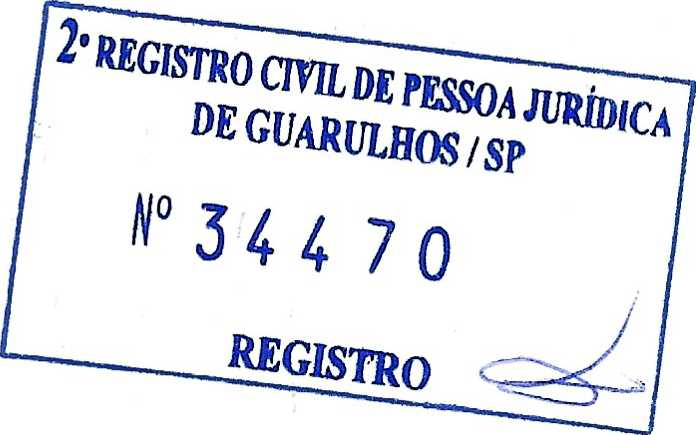 2º REGISTRO CIVIL DE PESSOA JURÍDICA
DE GUARULHOS / SP
Nº 34470
REGISTRO